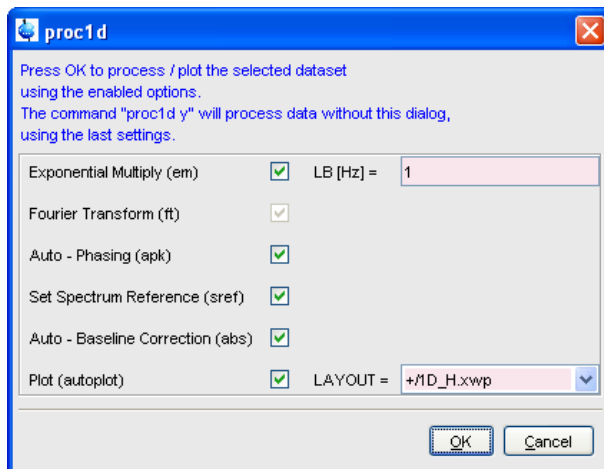 proc1d
Press OK to process / plot the selected dataset
using the enabled options.
The command "proc1d y" will process data without this dialog,
using the last settings.
Exponential Multiply (em) LB [Hz] = 1
Fourier Transform (ft)
Auto - Phasing (apk)
Set Spectrum Reference (sref)
Auto - Baseline Correction (abs)
Plot (autoplot) LAYOUT = +/1D_H.xwp
OK Cancel